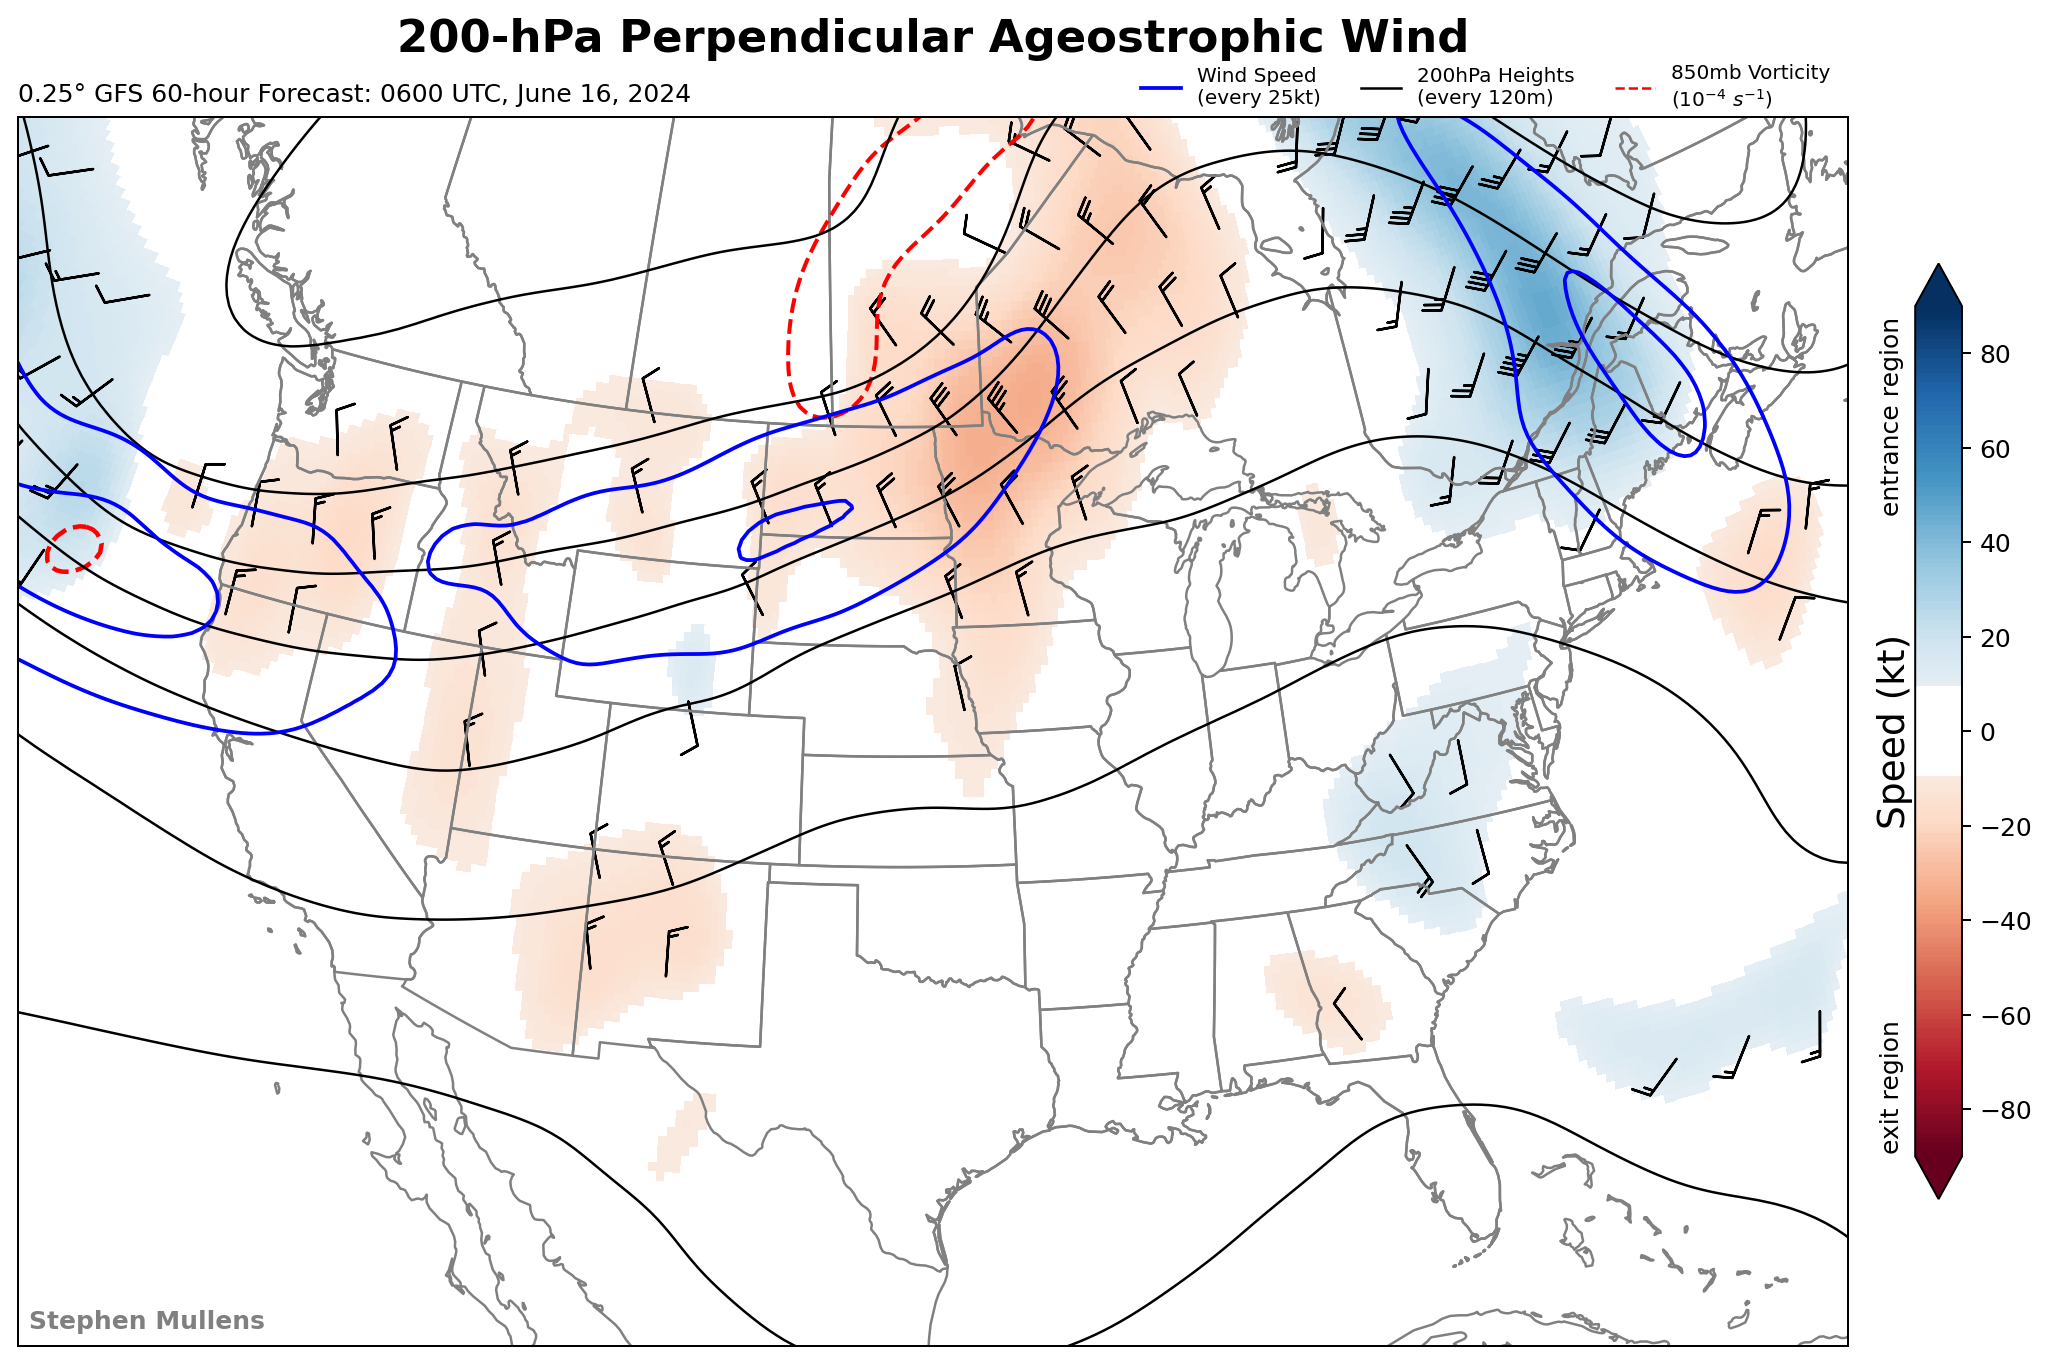 200-hPa Perpendicular Ageostrophic Wind
0.25° GFS 60-hour Forecast: 0600 UTC, June 16, 2024
Wind Speed
(every 25kt)
200hPa Heights
(every 120m)
850mb Vorticity
(10⁻⁴ s⁻¹)
entrance region
Speed (kt)
exit region
80
60
40
20
0
−20
−40
−60
−80
Stephen Mullens